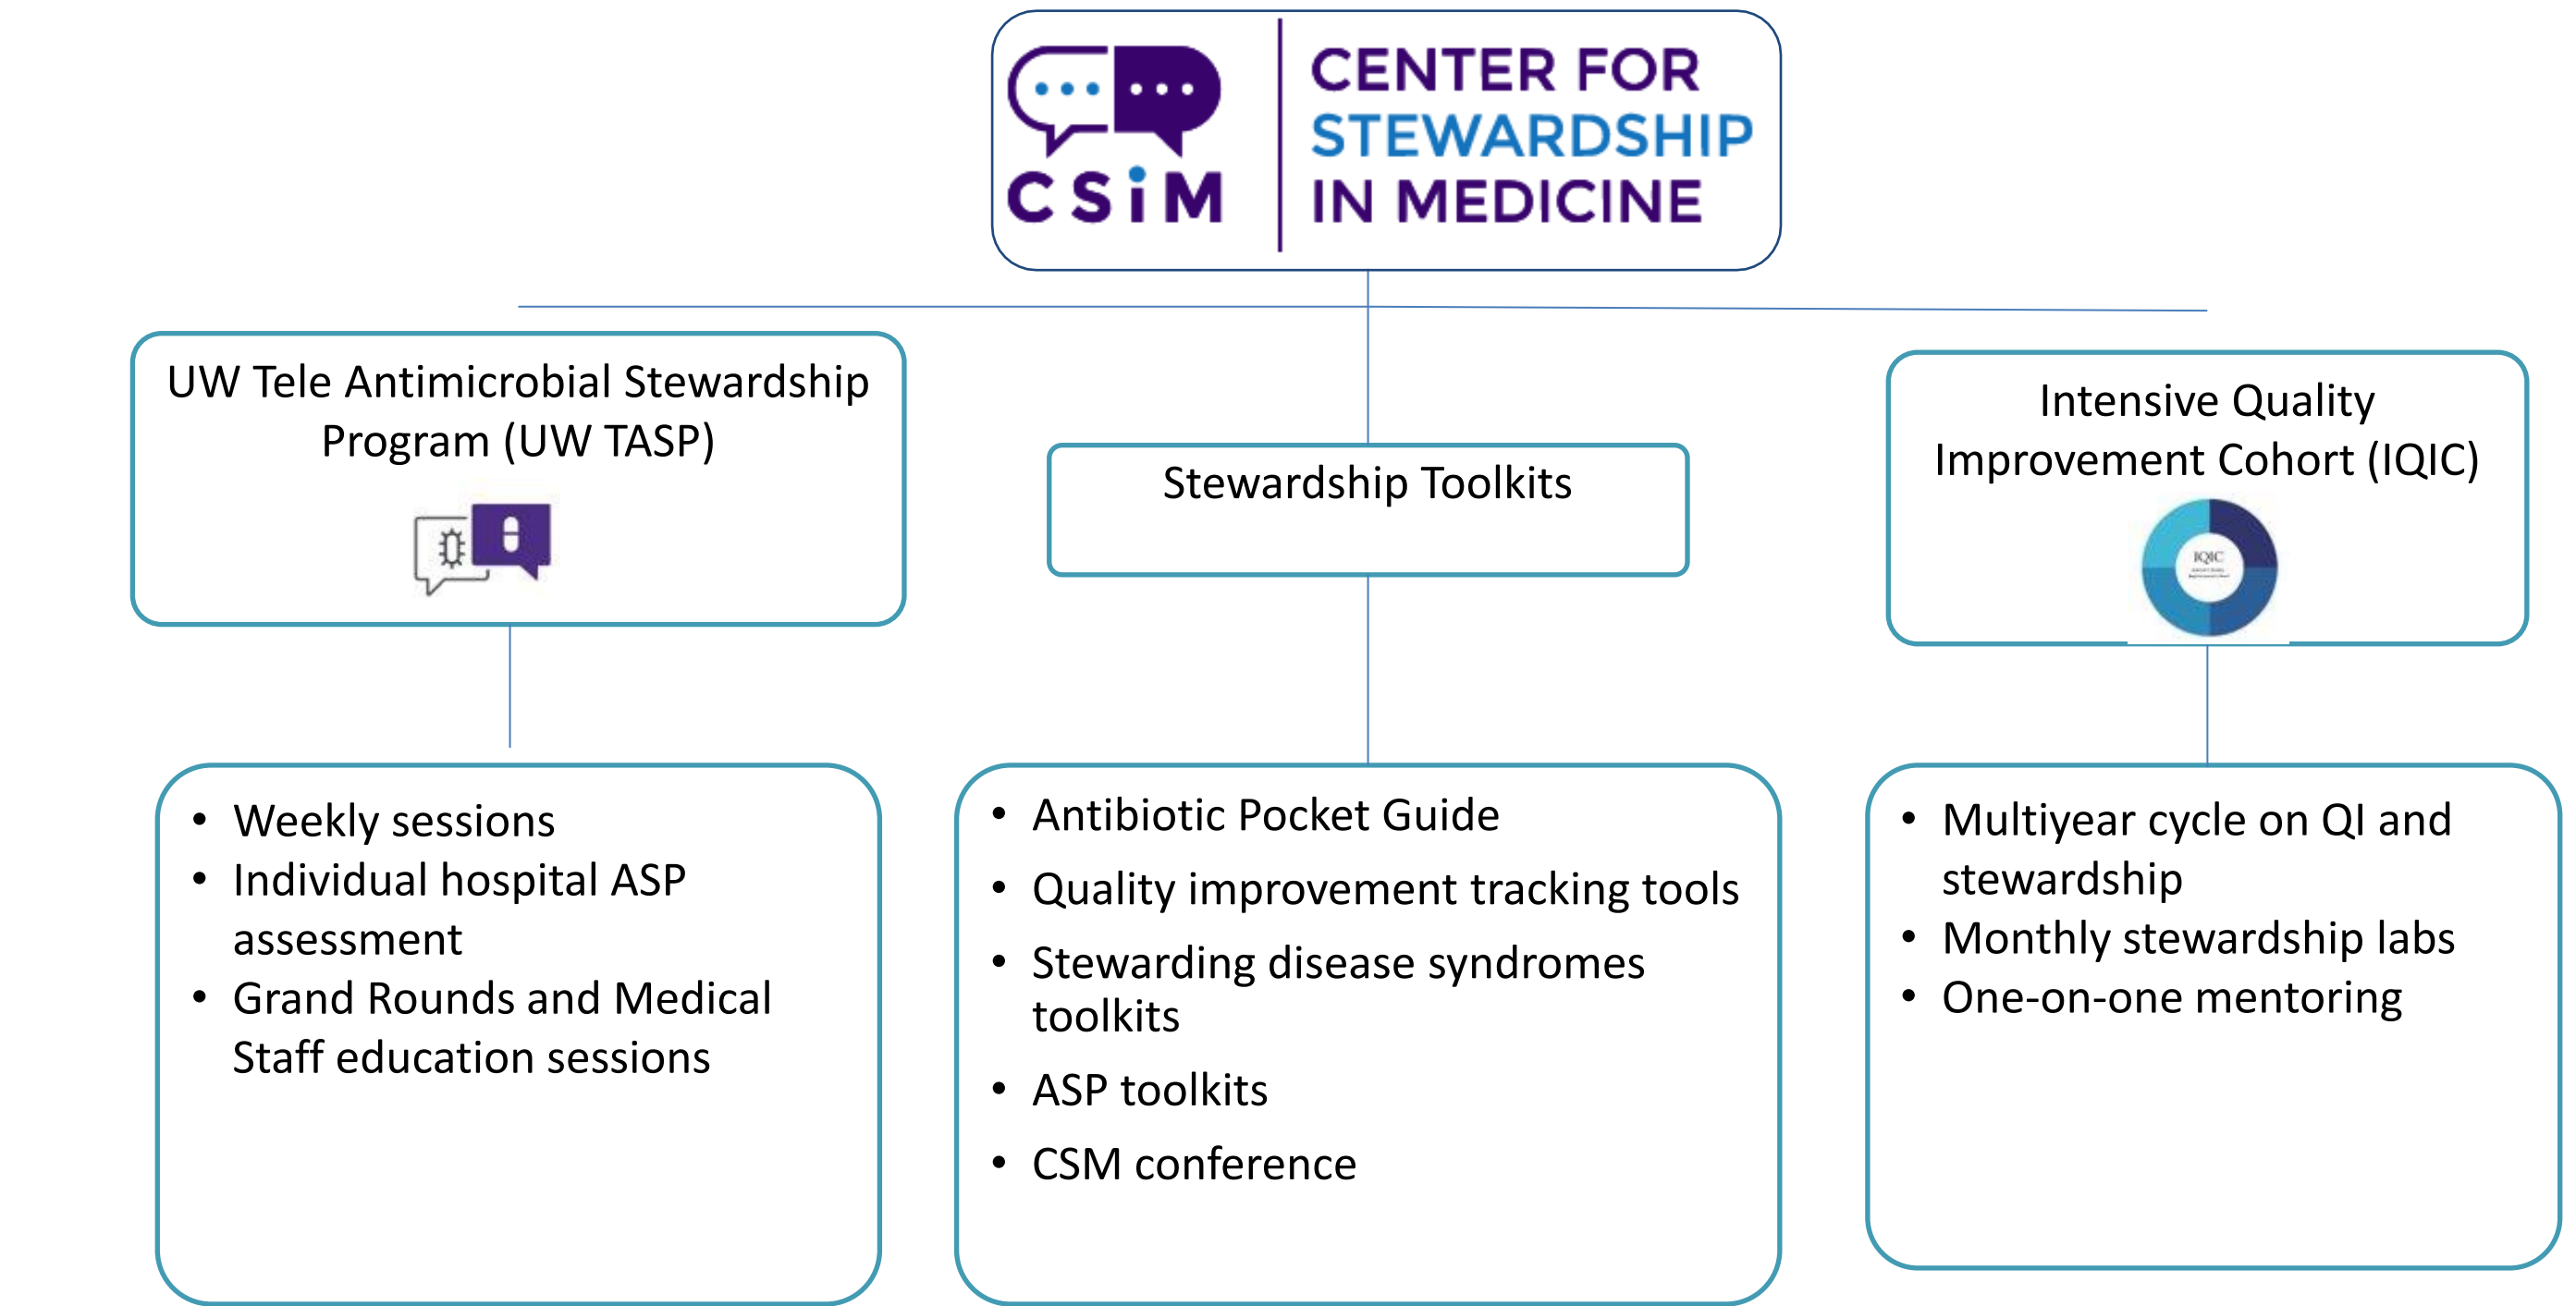 CSiM
CENTER FOR
STEWARDSHIP
IN MEDICINE
UW Tele Antimicrobial Stewardship
Program (UW TASP)
Stewardship Toolkits
Intensive Quality
Improvement Cohort (IQIC)
IQIC
• Weekly sessions
• Individual hospital ASP
assessment
• Grand Rounds and Medical
Staff education sessions
• Antibiotic Pocket Guide
• Quality improvement tracking tools
• Stewarding disease syndromes
toolkits
• ASP toolkits
• CSM conference
• Multiyear cycle on QI and
stewardship
• Monthly stewardship labs
• One-on-one mentoring